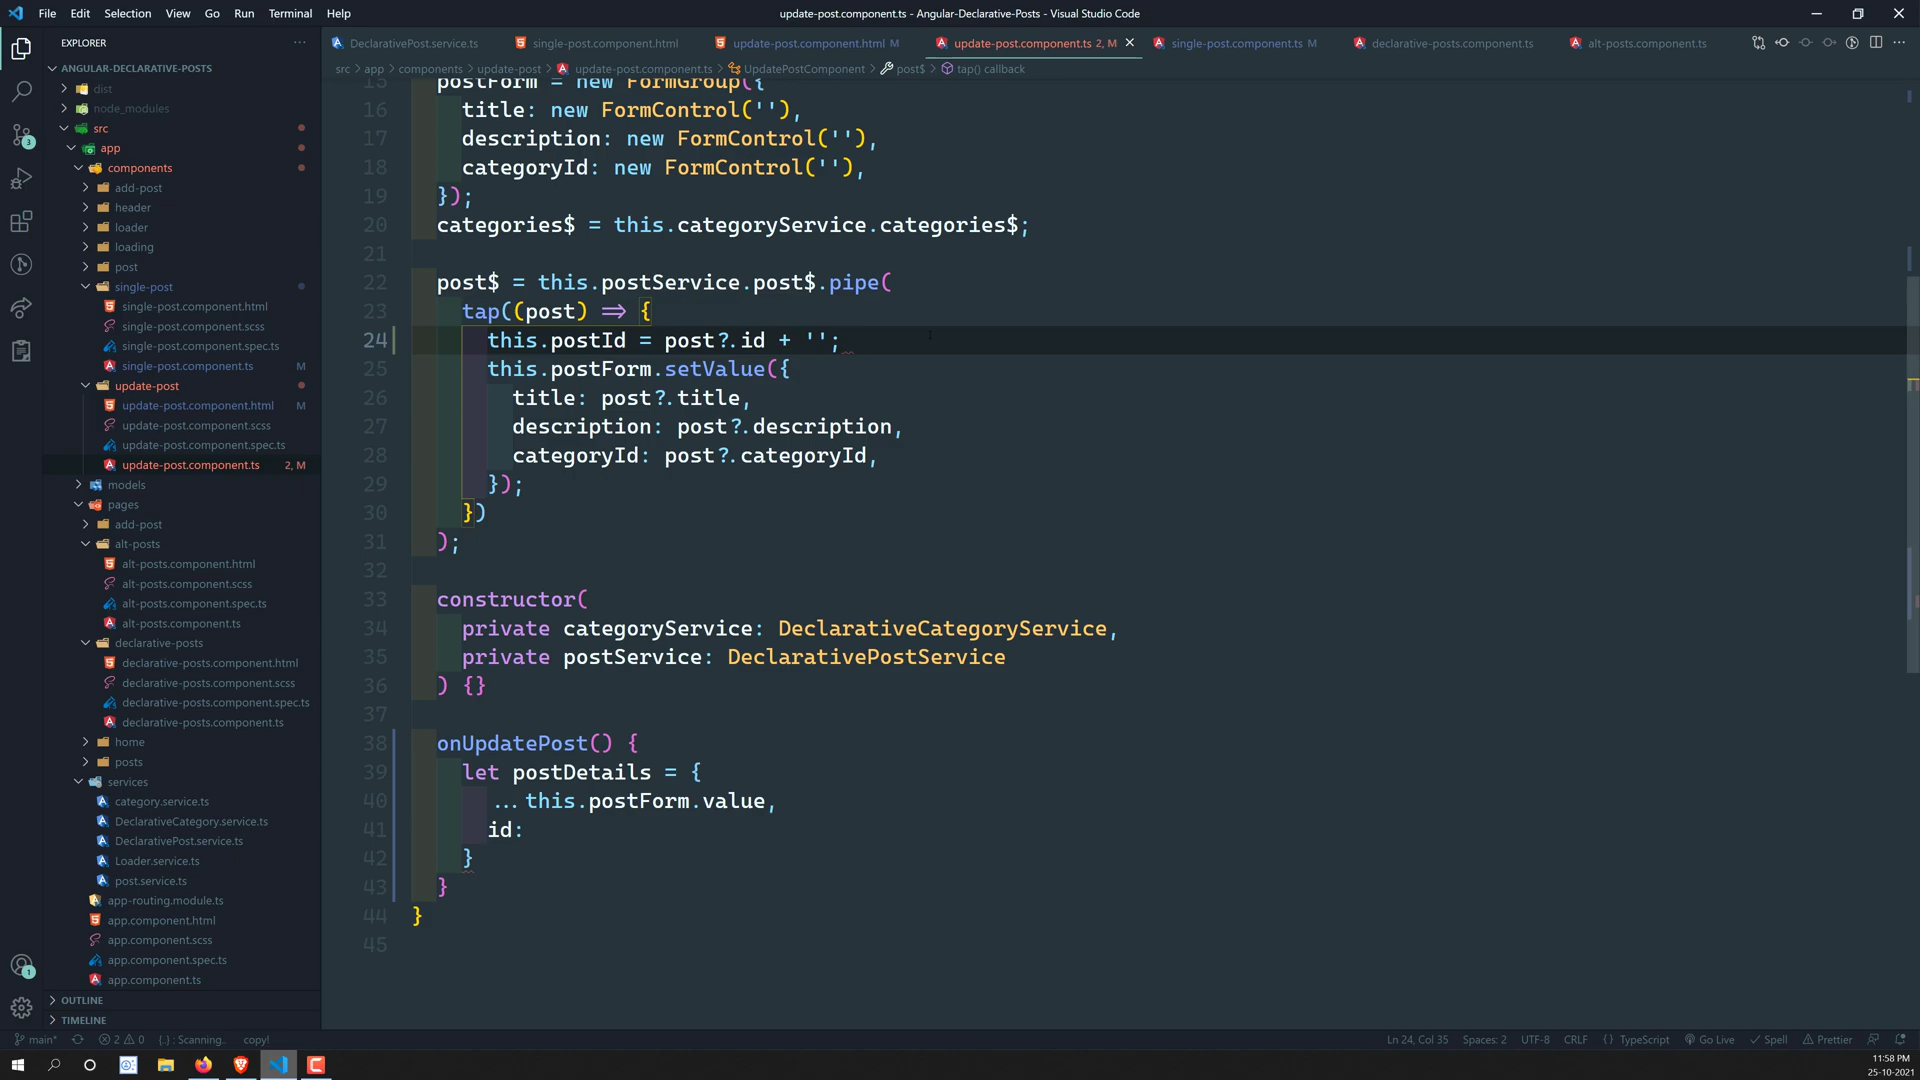 File Edit Selection View Go Run Terminal Help
update-post.component.ts - Angular-Declarative-Posts - Visual Studio Code
EXPLORER
DeclarativePost.service.ts
single-post.component.html
update-post.component.html M
update-post.component.ts 2, M
single-post.component.ts M
declarative-posts.component.ts
alt-posts.component.ts
src > app > components > update-post > update-post.component.ts > UpdatePostComponent > post$ > tap() callback
ANGULAR-DECLARATIVE-POSTS
dist
node_modules
src
app
components
add-post
header
loader
loading
post
single-post
single-post.component.html
single-post.component.scss
single-post.component.spec.ts
single-post.component.ts M
update-post
update-post.component.html M
update-post.component.scss
update-post.component.spec.ts
update-post.component.ts 2, M
models
pages
add-post
alt-posts
alt-posts.component.html
alt-posts.component.scss
alt-posts.component.spec.ts
alt-posts.component.ts
declarative-posts
declarative-posts.component.html
declarative-posts.component.scss
declarative-posts.component.spec.ts
declarative-posts.component.ts
home
posts
services
category.service.ts
DeclarativeCategory.service.ts
DeclarativePost.service.ts
Loader.service.ts
post.service.ts
app-routing.module.ts
app.component.html
app.component.scss
app.component.spec.ts
app.component.ts
OUTLINE
TIMELINE
3
1
15 postForm = new FormGroup({
16 title: new FormControl(''),
17 description: new FormControl(''),
18 categoryId: new FormControl(''),
19 });
20 categories$ = this.categoryService.categories$;
21
22 post$ = this.postService.post$.pipe(
23 tap((post) => {
24 this.postId = post?.id + '';
25 this.postForm.setValue({
26 title: post?.title,
27 description: post?.description,
28 categoryId: post?.categoryId,
29 });
30 })
31 );
32
33 constructor(
34 private categoryService: DeclarativeCategoryService,
35 private postService: DeclarativePostService
36 ) {}
37
38 onUpdatePost() {
39 let postDetails = {
40 ...this.postForm.value,
41 id:
42 }
43 }
44 }
45
main* 2 0 {..} : Scanning.. copy! Ln 24, Col 35 Spaces: 2 UTF-8 CRLF {} TypeScript Go Live Spell Prettier
11:58 PM
25-10-2021